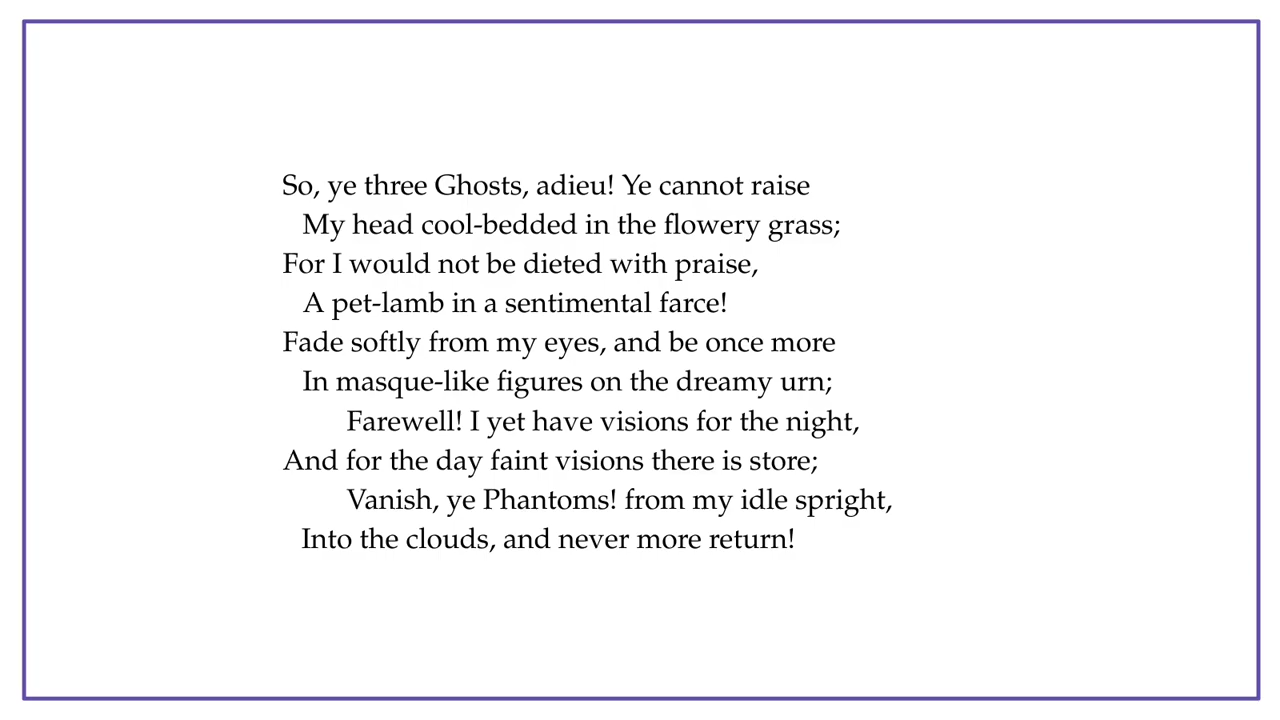 So, ye three Ghosts, adieu! Ye cannot raise
My head cool-bedded in the flowery grass;
For I would not be dieted with praise,
A pet-lamb in a sentimental farce!
Fade softly from my eyes, and be once more
In masque-like figures on the dreamy urn;
Farewell! I yet have visions for the night,
And for the day faint visions there is store;
Vanish, ye Phantoms! from my idle spright,
Into the clouds, and never more return!